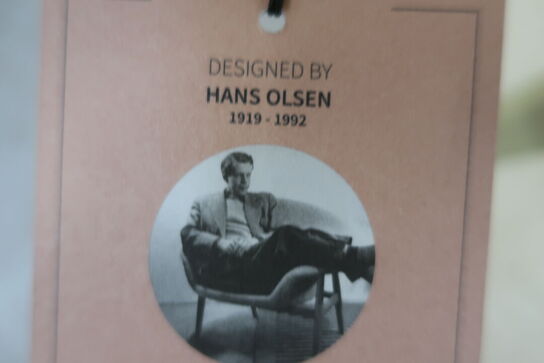 DESIGNED BY
HANS OLSEN
1919 - 1992